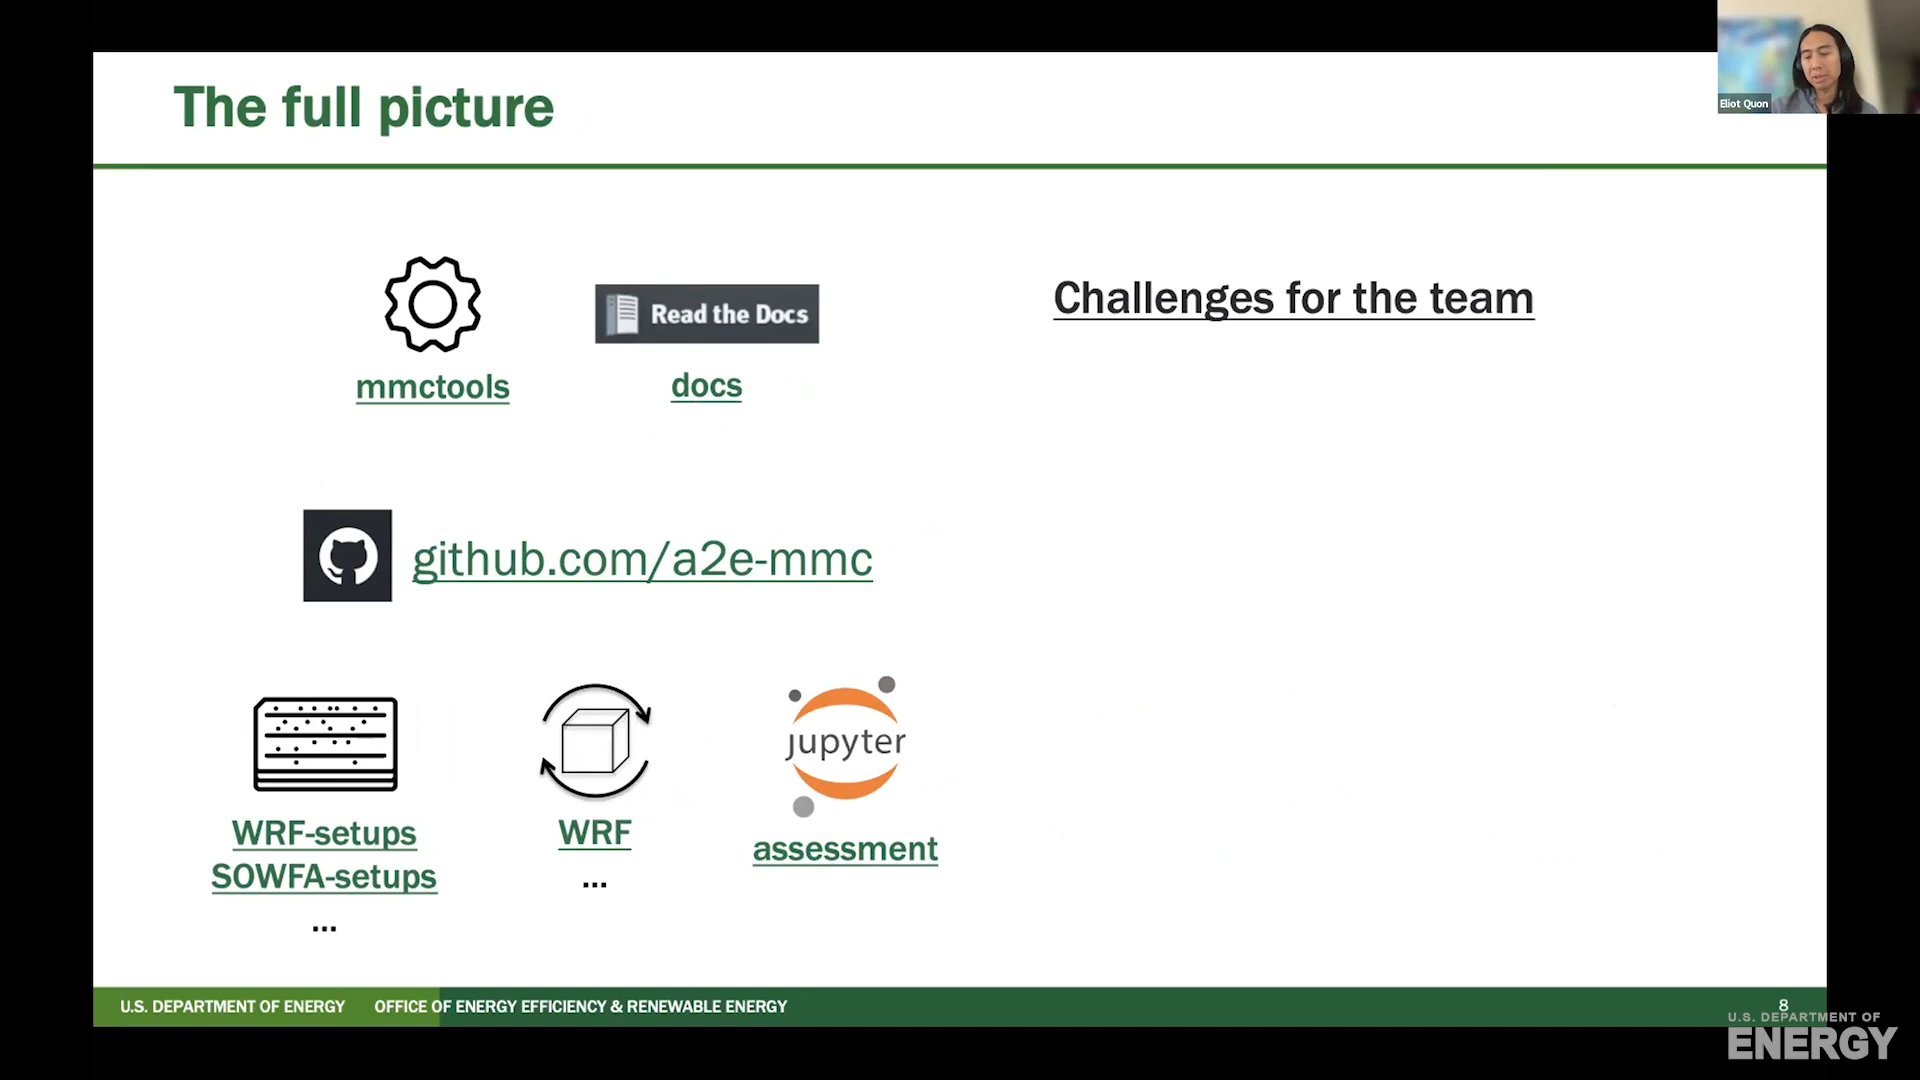 The full picture
Eliot Quon
Read the Docs
Challenges for the team
mmctools
docs
github.com/a2e-mmc
jupyter
WRF-setups
SOWFA-setups
...
WRF
...
assessment
U.S. DEPARTMENT OF ENERGY OFFICE OF ENERGY EFFICIENCY & RENEWABLE ENERGY
8
U.S. DEPARTMENT OF
ENERGY